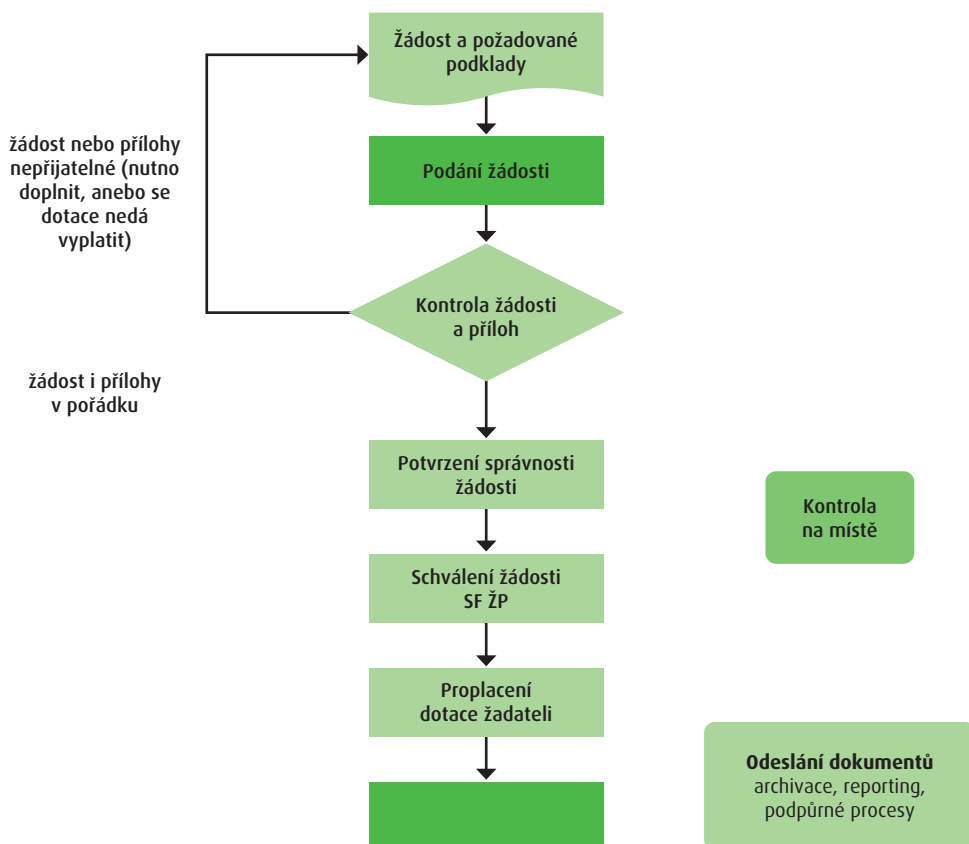 Žádost a požadované
podklady
žádost nebo přílohy
nepřijatelné (nutno
doplnit, anebo se
dotace nedá
vyplatit)
Podání žádosti
Kontrola žádosti
a příloh
žádost i přílohy
v pořádku
Potvrzení správnosti
žádosti
Kontrola
na místě
Schválení žádosti
SF ŽP
Proplacení
dotace žadateli
Odeslání dokumentů
archivace, reporting,
podpůrné procesy